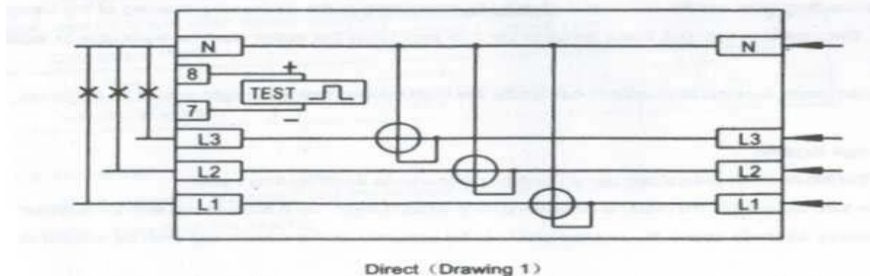 N N
8 +
TEST
7 −
L3 L3
L2 L2
L1 L1
Direct（Drawing 1）